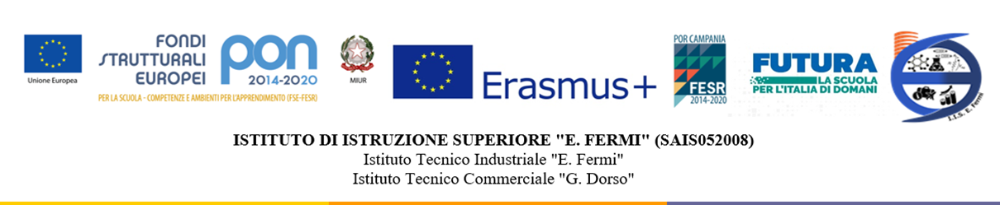 Unione Europea
FONDI
STRUTTURALI
EUROPEI
pon
2014-2020
PER LA SCUOLA - COMPETENZE E AMBIENTI PER L'APPRENDIMENTO (FSE-FESR)
MIUR
Erasmus+
POR CAMPANIA
FESR
2014-2020
FUTURA
LA SCUOLA
PER L'ITALIA DI DOMANI
I.I.S. E. Fermi
ISTITUTO DI ISTRUZIONE SUPERIORE "E. FERMI" (SAIS052008)
Istituto Tecnico Industriale "E. Fermi"
Istituto Tecnico Commerciale "G. Dorso"